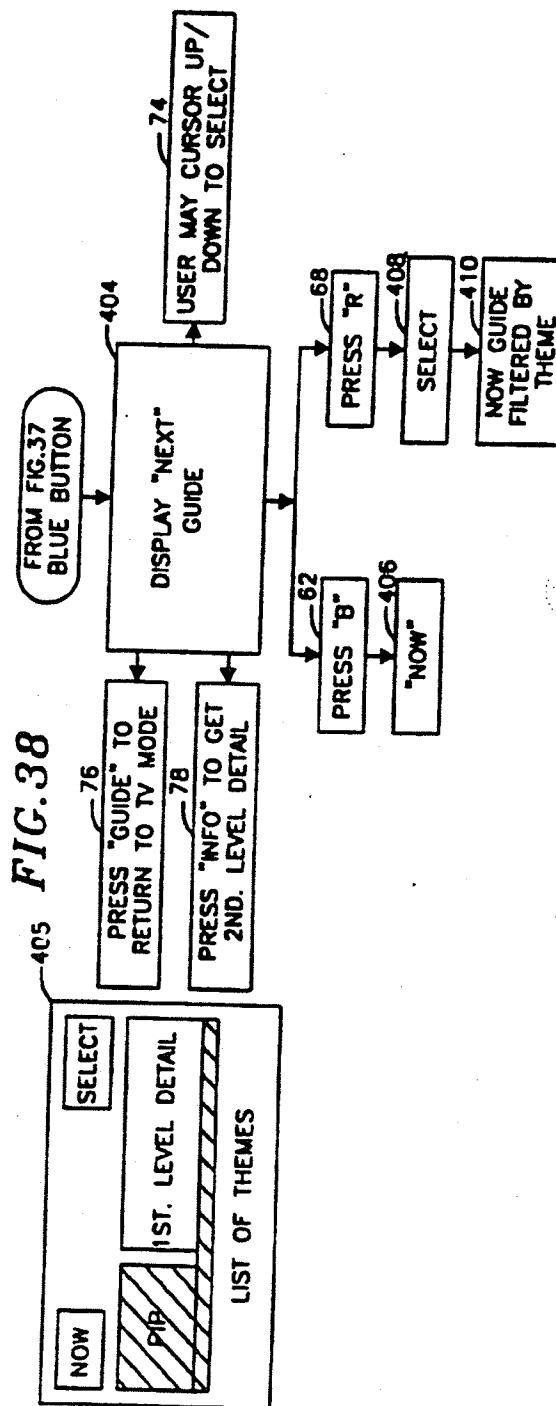 FIG.38
405
NOW
SELECT
PIP
1ST. LEVEL DETAIL
LIST OF THEMES
FROM FIG.37
BLUE BUTTON
404
DISPLAY "NEXT"
GUIDE
76
PRESS "GUIDE" TO
RETURN TO TV MODE
78
PRESS "INFO" TO GET
2ND. LEVEL DETAIL
74
USER MAY CURSOR UP/
DOWN TO SELECT
62
PRESS "B"
406
"NOW"
68
PRESS "R"
408
SELECT
410
NOW GUIDE
FILTERED BY
THEME